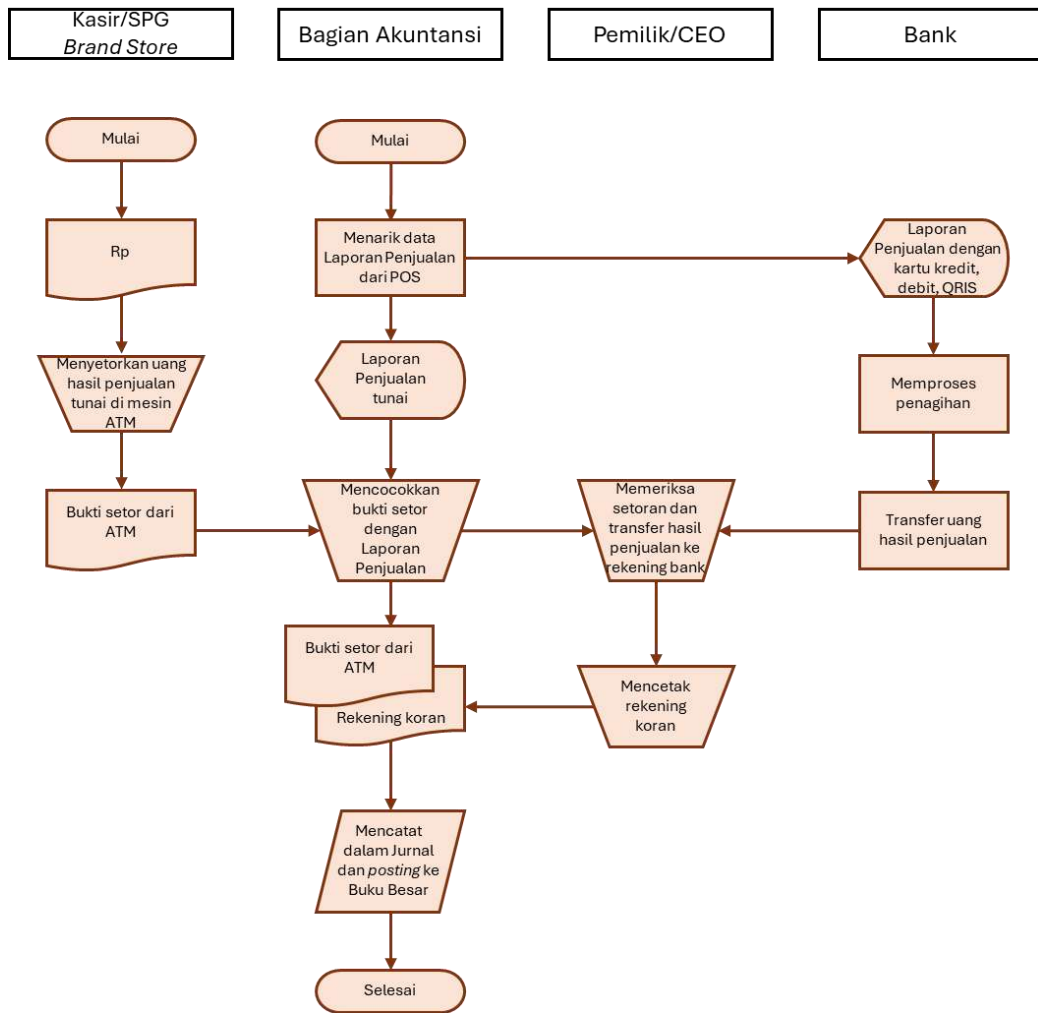 Kasir/SPG
Brand Store
Bagian Akuntansi
Pemilik/CEO
Bank
Mulai
Mulai
Rp
Menarik data
Laporan Penjualan
dari POS
Laporan
Penjualan dengan
kartu kredit,
debit, QRIS
Menyetorkan uang
hasil penjualan
tunai di mesin
ATM
Laporan
Penjualan
tunai
Memproses
penagihan
Bukti setor dari
ATM
Mencocokkan
bukti setor
dengan
Laporan
Penjualan
Memeriksa
setoran dan
transfer hasil
penjualan ke
rekening bank
Transfer uang
hasil penjualan
Bukti setor dari
ATM
Rekening koran
Mencetak
rekening
koran
Mencatat
dalam Jurnal
dan posting ke
Buku Besar
Selesai